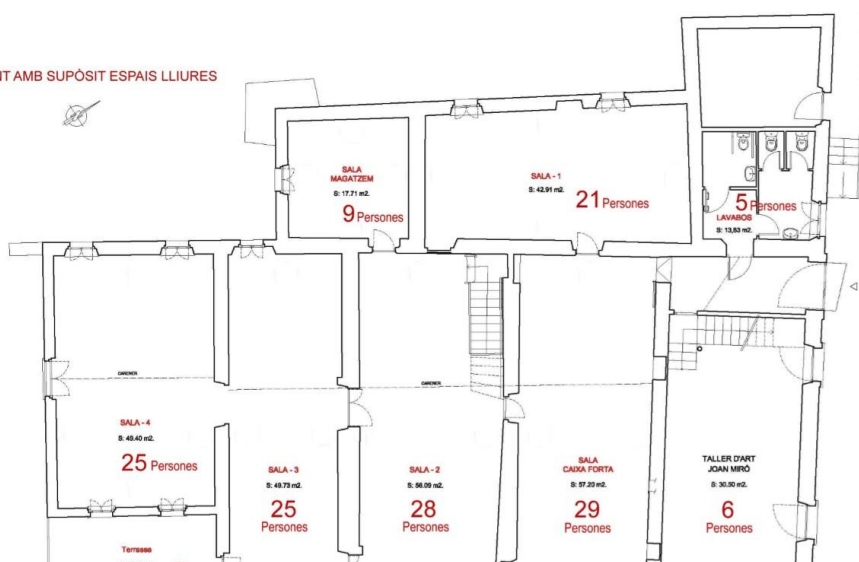 NT AMB SUPÒSIT ESPAIS LLIURES
SALA
MAGATZEM
S: 17.71 m2.
9 Persones
SALA - 1
S: 42.91 m2.
21 Persones
5 Persones
LAVABOS
S: 13,53 m2.
CARENER
SALA - 4
S: 49.40 m2.
25 Persones
SALA - 3
S: 49.73 m2.
25
Persones
CARENER
SALA - 2
S: 56.09 m2.
28
Persones
SALA
CAIXA FORTA
S: 57.20 m2.
29
Persones
TALLER D'ART
JOAN MIRÓ
S: 30.50 m2.
6
Persones
Terrassa